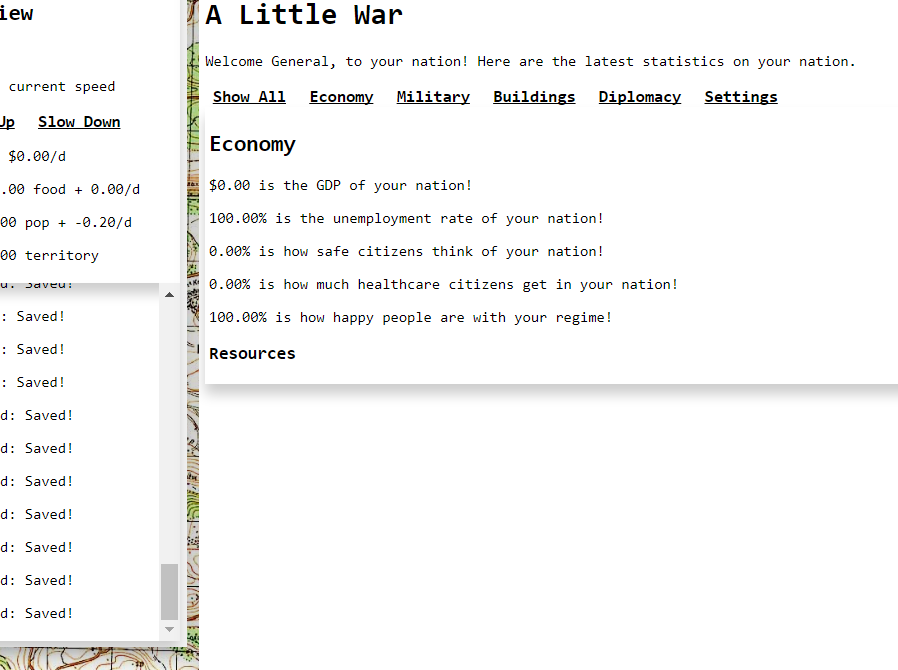 iew
current speed
Up Slow Down
$0.00/d
.00 food + 0.00/d
00 pop + -0.20/d
00 territory
d: Saved!
: Saved!
: Saved!
: Saved!
d: Saved!
d: Saved!
d: Saved!
d: Saved!
d: Saved!
d: Saved!
d: Saved!
A Little War
Welcome General, to your nation! Here are the latest statistics on your nation.
Show All Economy Military Buildings Diplomacy Settings
Economy
$0.00 is the GDP of your nation!
100.00% is the unemployment rate of your nation!
0.00% is how safe citizens think of your nation!
0.00% is how much healthcare citizens get in your nation!
100.00% is how happy people are with your regime!
Resources